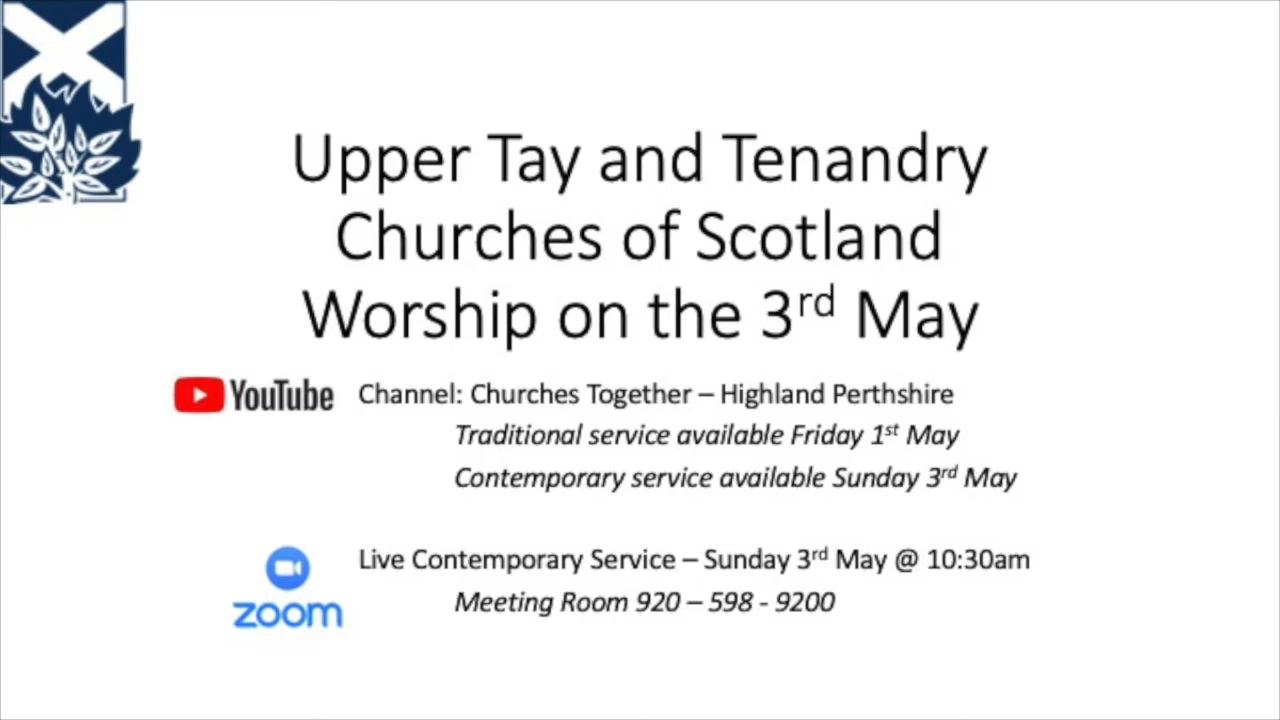 Upper Tay and Tenandry
Churches of Scotland
Worship on the 3rd May
YouTube Channel: Churches Together – Highland Perthshire
Traditional service available Friday 1st May
Contemporary service available Sunday 3rd May
Live Contemporary Service – Sunday 3rd May @ 10:30am
zoom Meeting Room 920 – 598 - 9200